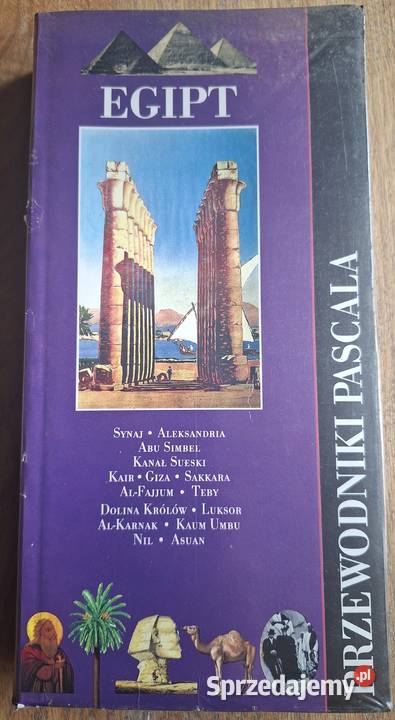 EGIPT
Synaj • Aleksandria
Abu Simbel
Kanał Sueski
Kair • Giza • Sakkara
Al-Fajjum • Teby
Dolina Królów • Luksor
Al-Karnak • Kaum Umbu
Nil • Asuan
PRZEWODNIKI PASCALA
Sprzedajemy.pl